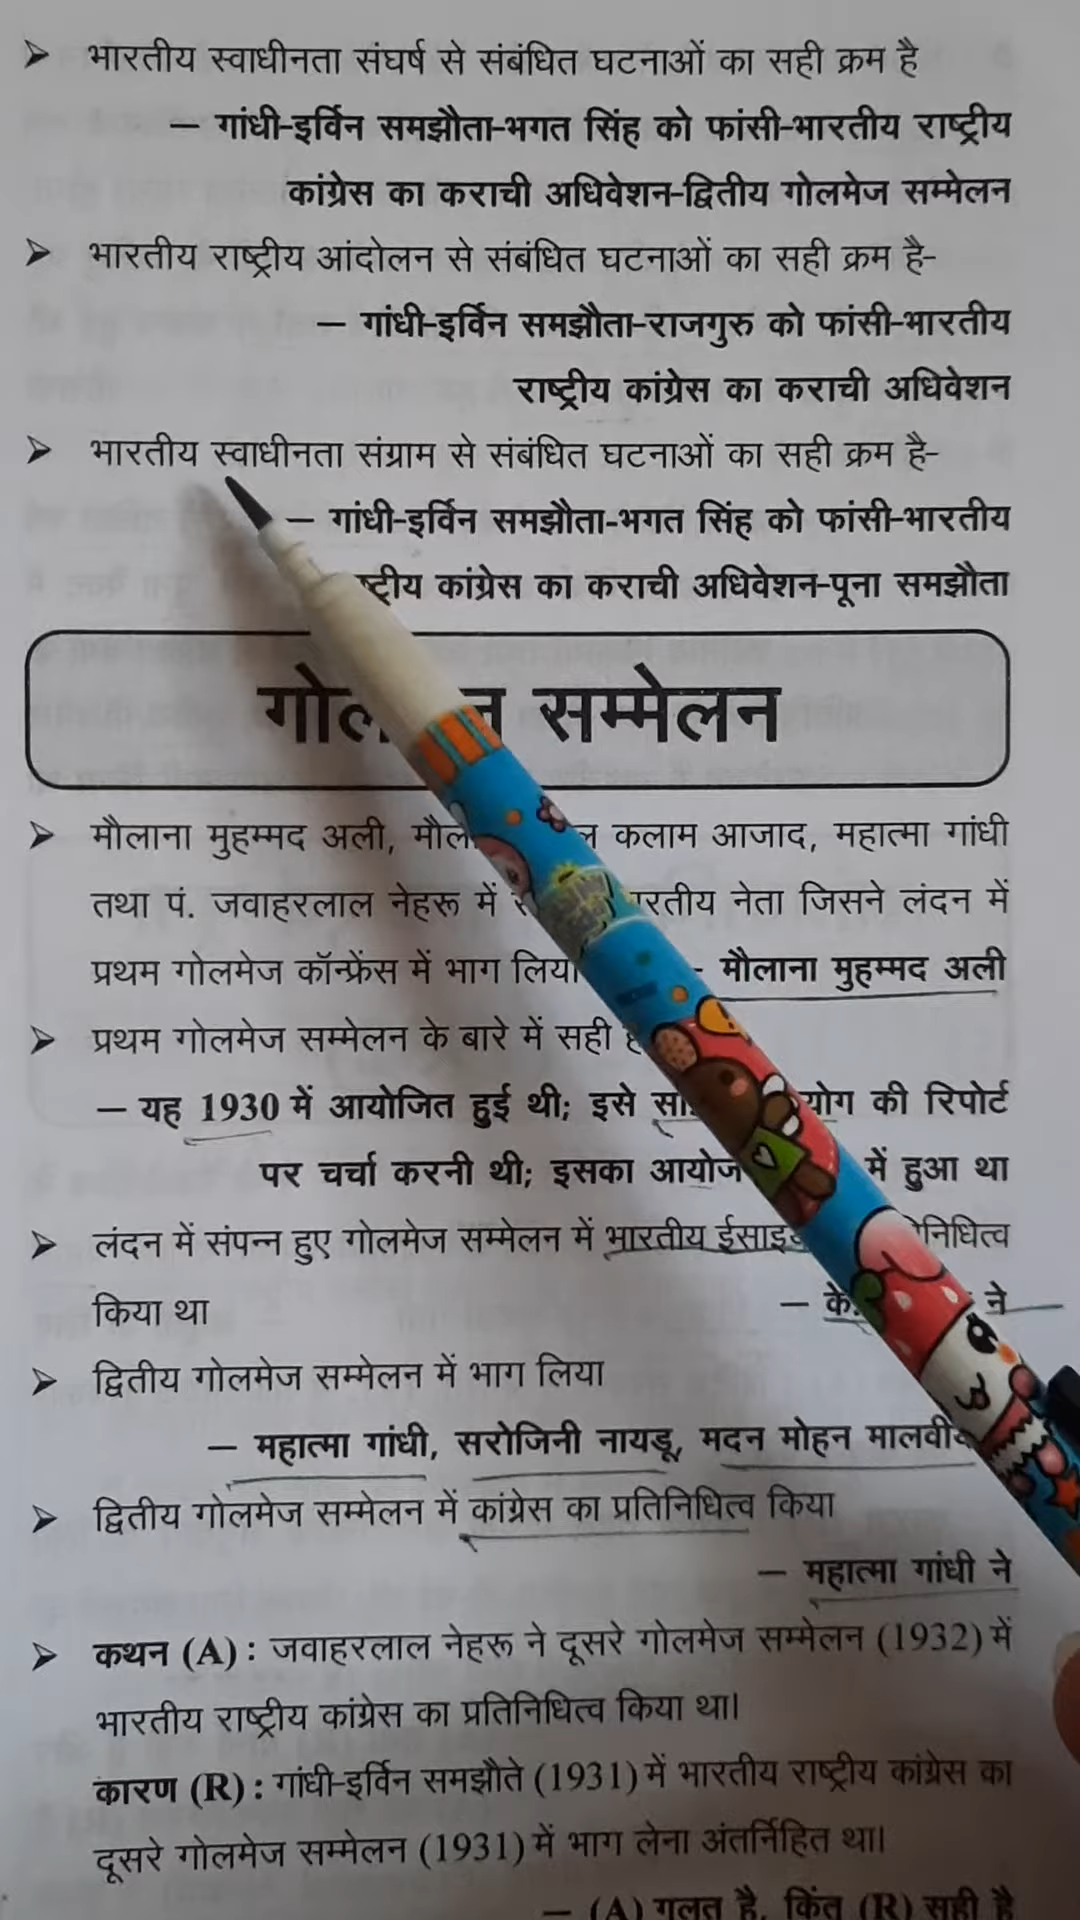 ➤ भारतीय स्वाधीनता संघर्ष से संबंधित घटनाओं का सही क्रम है
– गांधी-इर्विन समझौता-भगत सिंह को फांसी-भारतीय राष्ट्रीय
कांग्रेस का कराची अधिवेशन-द्वितीय गोलमेज सम्मेलन
➤ भारतीय राष्ट्रीय आंदोलन से संबंधित घटनाओं का सही क्रम है-
– गांधी-इर्विन समझौता-राजगुरु को फांसी-भारतीय
राष्ट्रीय कांग्रेस का कराची अधिवेशन
➤ भारतीय स्वाधीनता संग्राम से संबंधित घटनाओं का सही क्रम है-
– गांधी-इर्विन समझौता-भगत सिंह को फांसी-भारतीय
कांग्रेस का कराची अधिवेशन-पूना समझौता
सम्मेलन
➤ मौलाना मुहम्मद अली, कलाम आजाद, महात्मा गांधी
तथा पं. जवाहरलाल नेहरू में नेता जिसने लंदन में
प्रथम गोलमेज कॉन्फ्रेंस में भाग लिया - मौलाना मुहम्मद अली
➤ प्रथम गोलमेज सम्मेलन के बारे में सही
– यह 1930 में आयोजित हुई थी; इसे की रिपोर्ट
पर चर्चा करनी थी; इसका में हुआ था
➤ लंदन में संपन्न हुए गोलमेज सम्मेलन में भारतीय
किया था – ने
➤ द्वितीय गोलमेज सम्मेलन में भाग लिया
– महात्मा गांधी, सरोजिनी नायडू, मदन मोहन
➤ द्वितीय गोलमेज सम्मेलन में कांग्रेस का प्रतिनिधित्व किया
– महात्मा गांधी ने
➤ कथन (A) : जवाहरलाल नेहरू ने दूसरे गोलमेज सम्मेलन (1932) में
भारतीय राष्ट्रीय कांग्रेस का प्रतिनिधित्व किया था।
कारण (R) : गांधी-इर्विन समझौते (1931) में भारतीय राष्ट्रीय कांग्रेस का
दूसरे गोलमेज सम्मेलन (1931) में भाग लेना अंतर्निहित था।
– (A) गलत है, किंतु (R) सही है